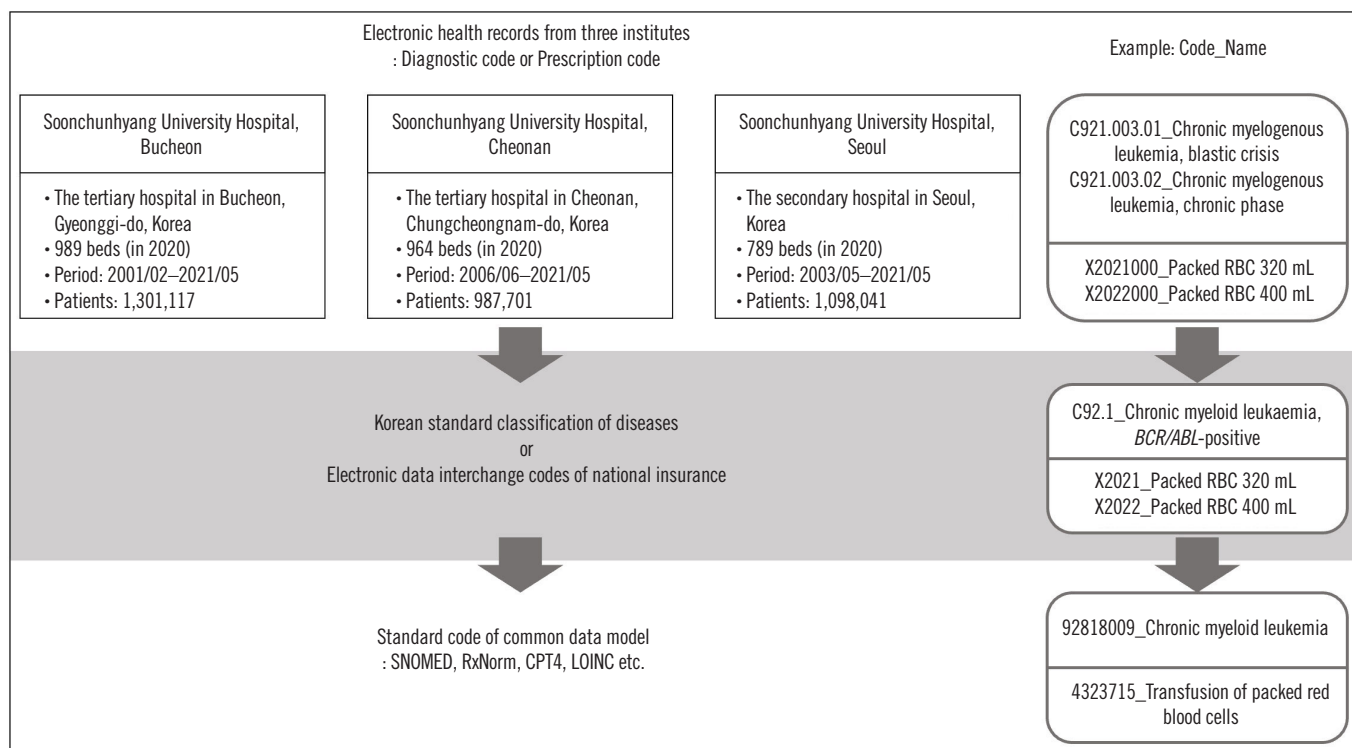 Electronic health records from three institutes
: Diagnostic code or Prescription code
Example: Code_Name
Soonchunhyang University Hospital,
Bucheon
• The tertiary hospital in Bucheon,
Gyeonggi-do, Korea
• 989 beds (in 2020)
• Period: 2001/02–2021/05
• Patients: 1,301,117
Soonchunhyang University Hospital,
Cheonan
• The tertiary hospital in Cheonan,
Chungcheongnam-do, Korea
• 964 beds (in 2020)
• Period: 2006/06–2021/05
• Patients: 987,701
Soonchunhyang University Hospital,
Seoul
• The secondary hospital in Seoul,
Korea
• 789 beds (in 2020)
• Period: 2003/05–2021/05
• Patients: 1,098,041
C921.003.01_Chronic myelogenous
leukemia, blastic crisis
C921.003.02_Chronic myelogenous
leukemia, chronic phase
X2021000_Packed RBC 320 mL
X2022000_Packed RBC 400 mL
Korean standard classification of diseases
or
Electronic data interchange codes of national insurance
C92.1_Chronic myeloid leukaemia,
BCR/ABL-positive
X2021_Packed RBC 320 mL
X2022_Packed RBC 400 mL
Standard code of common data model
: SNOMED, RxNorm, CPT4, LOINC etc.
92818009_Chronic myeloid leukemia
4323715_Transfusion of packed red
blood cells